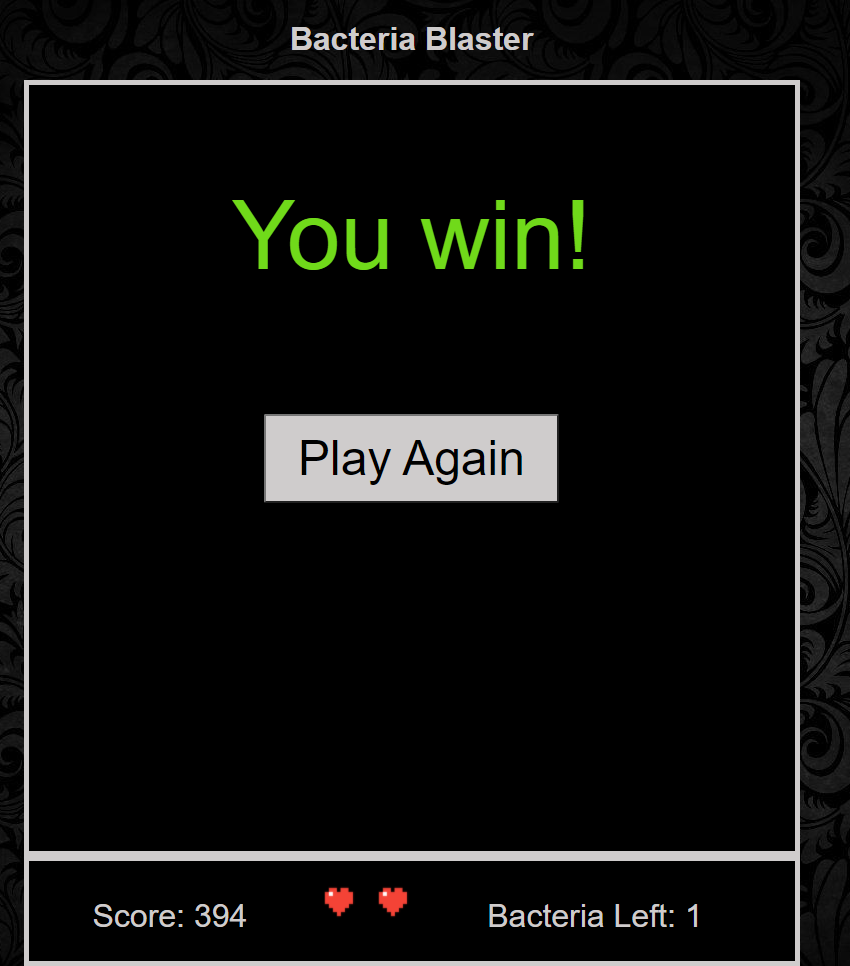 Bacteria Blaster
You win!
Play Again
Score: 394
Bacteria Left: 1